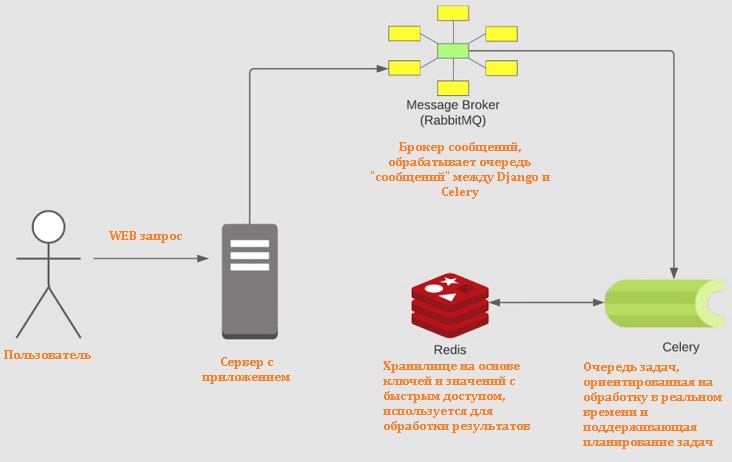 Message Broker
(RabbitMQ)
Брокер сообщений,
обрабатывает очередь
"сообщений" между Django и
Celery
WEB запрос
Пользователь
Сервер с
приложением
Redis
Хранилище на основе
ключей и значений с
быстрым доступом,
используется для
обработки результатов
Celery
Очередь задач,
ориентированная на
обработку в реальном
времени и
поддерживающая
планирование задач